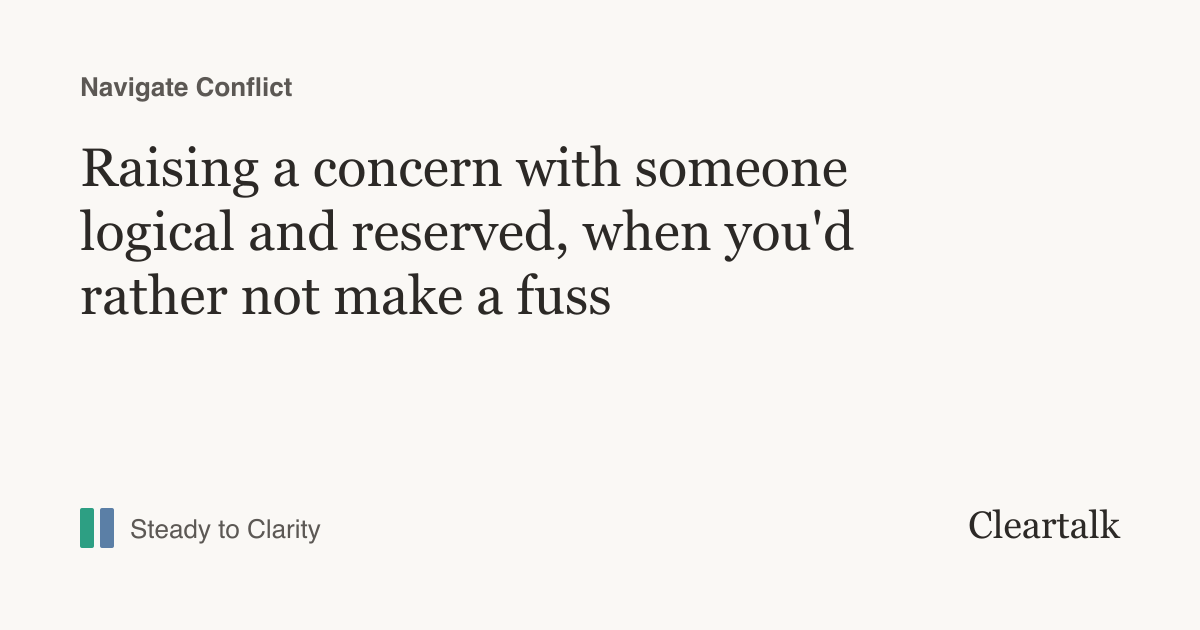 Navigate Conflict
Raising a concern with someone
logical and reserved, when you'd
rather not make a fuss
Steady to Clarity
Cleartalk